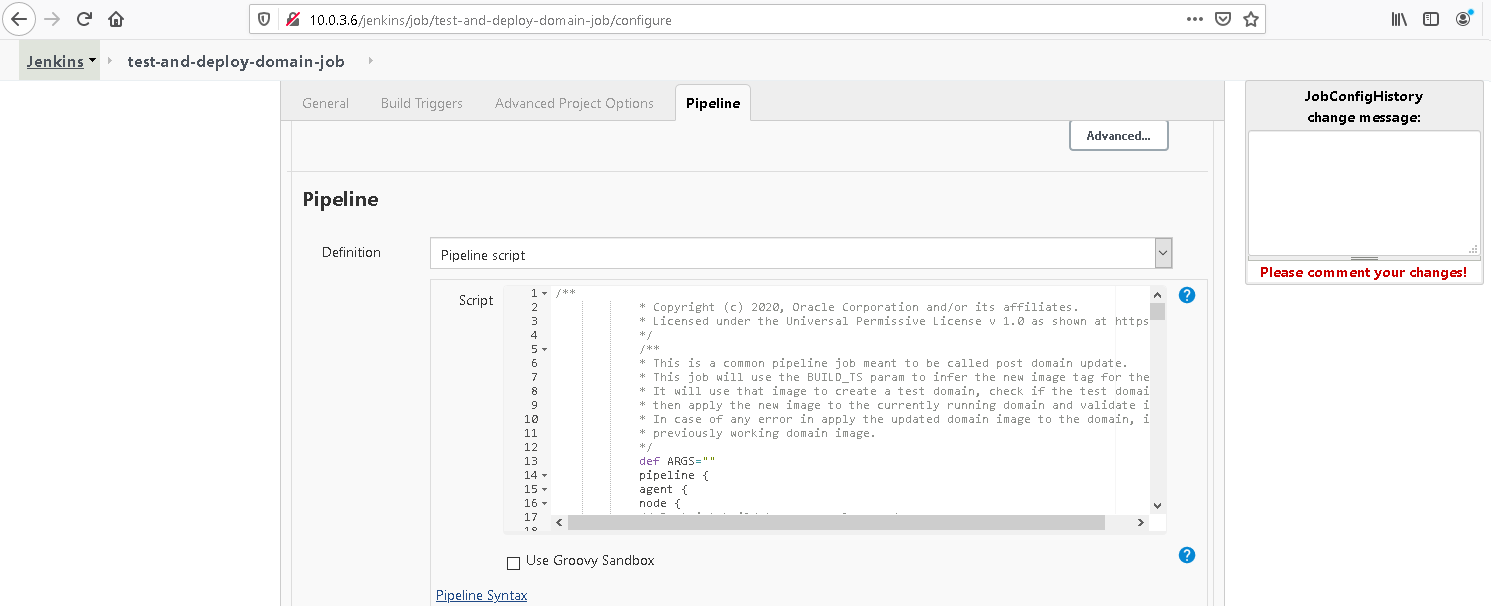 10.0.3.6/jenkins/job/test-and-deploy-domain-job/configure
Jenkins test-and-deploy-domain-job
General Build Triggers Advanced Project Options Pipeline
Advanced...
Pipeline
Definition Pipeline script
Script
1 /**
2 * Copyright (c) 2020, Oracle Corporation and/or its affiliates.
3 * Licensed under the Universal Permissive License v 1.0 as shown at https
4 */
5 /**
6 * This is a common pipeline job meant to be called post domain update.
7 * This job will use the BUILD_TS param to infer the new image tag for the
8 * It will use that image to create a test domain, check if the test domai
9 * then apply the new image to the currently running domain and validate i
10 * In case of any error in apply the updated domain image to the domain, i
11 * previously working domain image.
12 */
13 def ARGS=""
14 pipeline {
15 agent {
16 node {
17
18
Use Groovy Sandbox
Pipeline Syntax
JobConfigHistory
change message:
Please comment your changes!